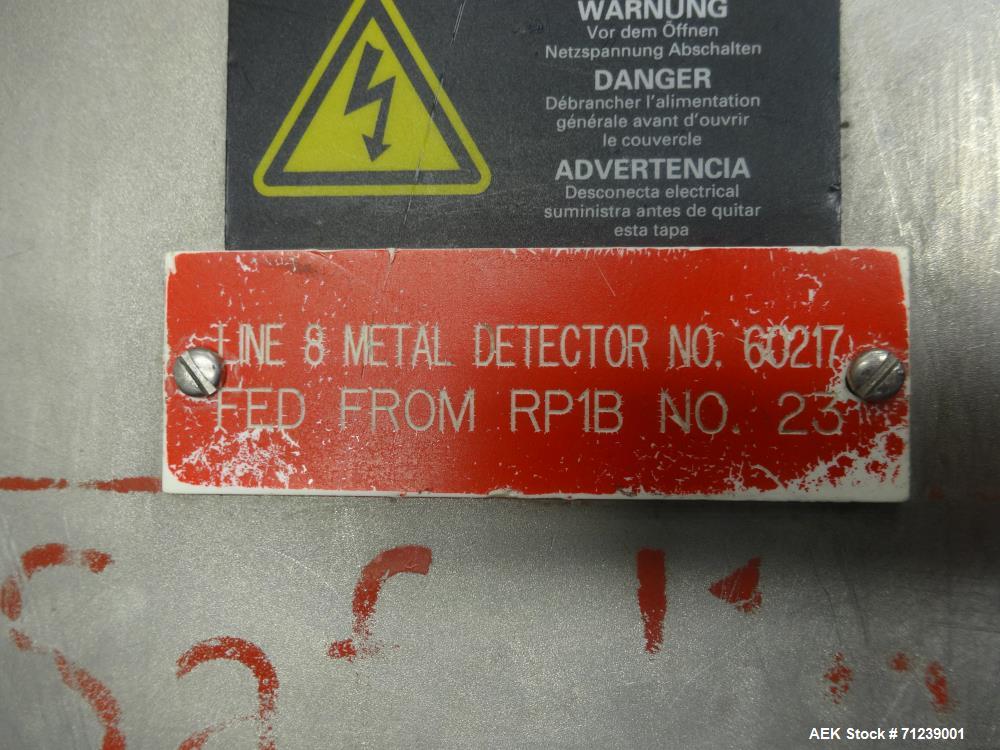 WARNUNG
Vor dem Öffnen
Netzspannung Abschalten
DANGER
Débrancher l'alimentation
générale avant d'ouvrir
le couvercle
ADVERTENCIA
Desconecta electrical
suministra antes de quitar
esta tapa
LINE 8 METAL DETECTOR NO. 60217
FED FROM RP1B NO. 23
AEK Stock # 71239001